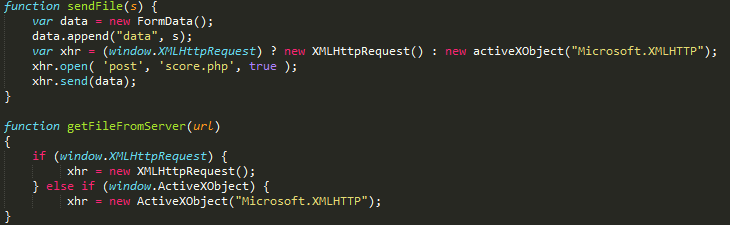 function sendFile(s) {
    var data = new FormData();
    data.append("data", s);
    var xhr = (window.XMLHttpRequest) ? new XMLHttpRequest() : new activeXObject("Microsoft.XMLHTTP");
    xhr.open( 'post', 'score.php', true );
    xhr.send(data);
}

function getFileFromServer(url)
{
    if (window.XMLHttpRequest) {
        xhr = new XMLHttpRequest();
    } else if (window.ActiveXObject) {
        xhr = new ActiveXObject("Microsoft.XMLHTTP");
    }